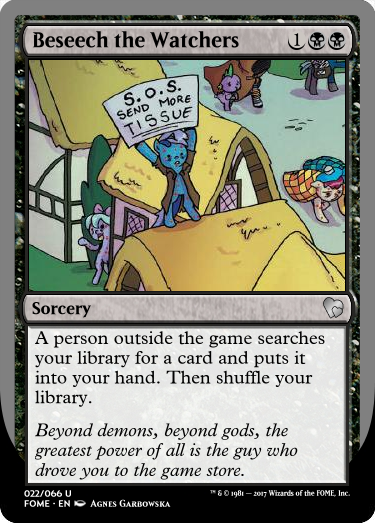 Beseech the Watchers 1
S.O.S.
SEND MORE
TISSUE
Sorcery
A person outside the game searches
your library for a card and puts it
into your hand. Then shuffle your
library.
Beyond demons, beyond gods, the
greatest power of all is the guy who
drove you to the game store.
022/066 U
FOME · EN Agnes Garbowska
™ & © 1981 — 2017 Wizards of the FOME, Inc.